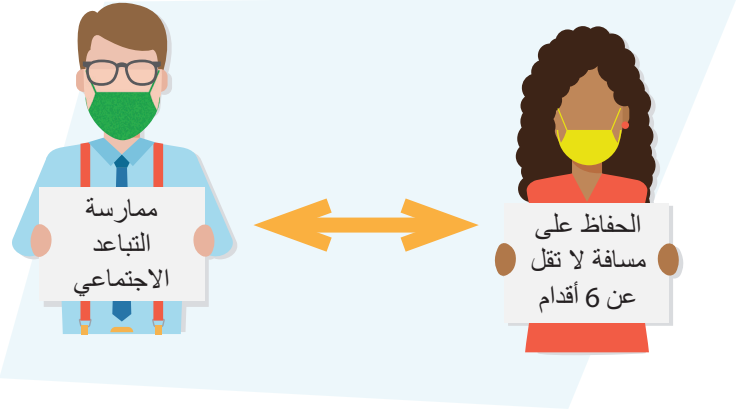 ممارسة
التباعد
الاجتماعي
الحفاظ على
مسافة لا تقل
عن 6 أقدام